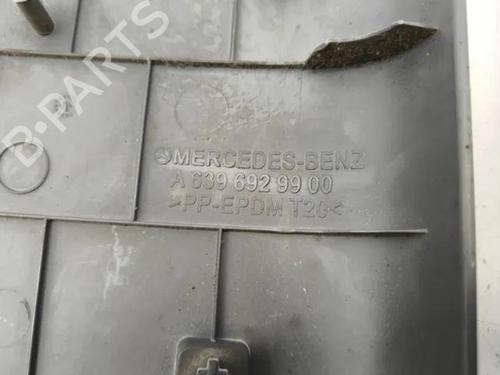 B-PARTS
MERCEDES-BENZ
A 639 692 99 00
>PP-EPDM T20<